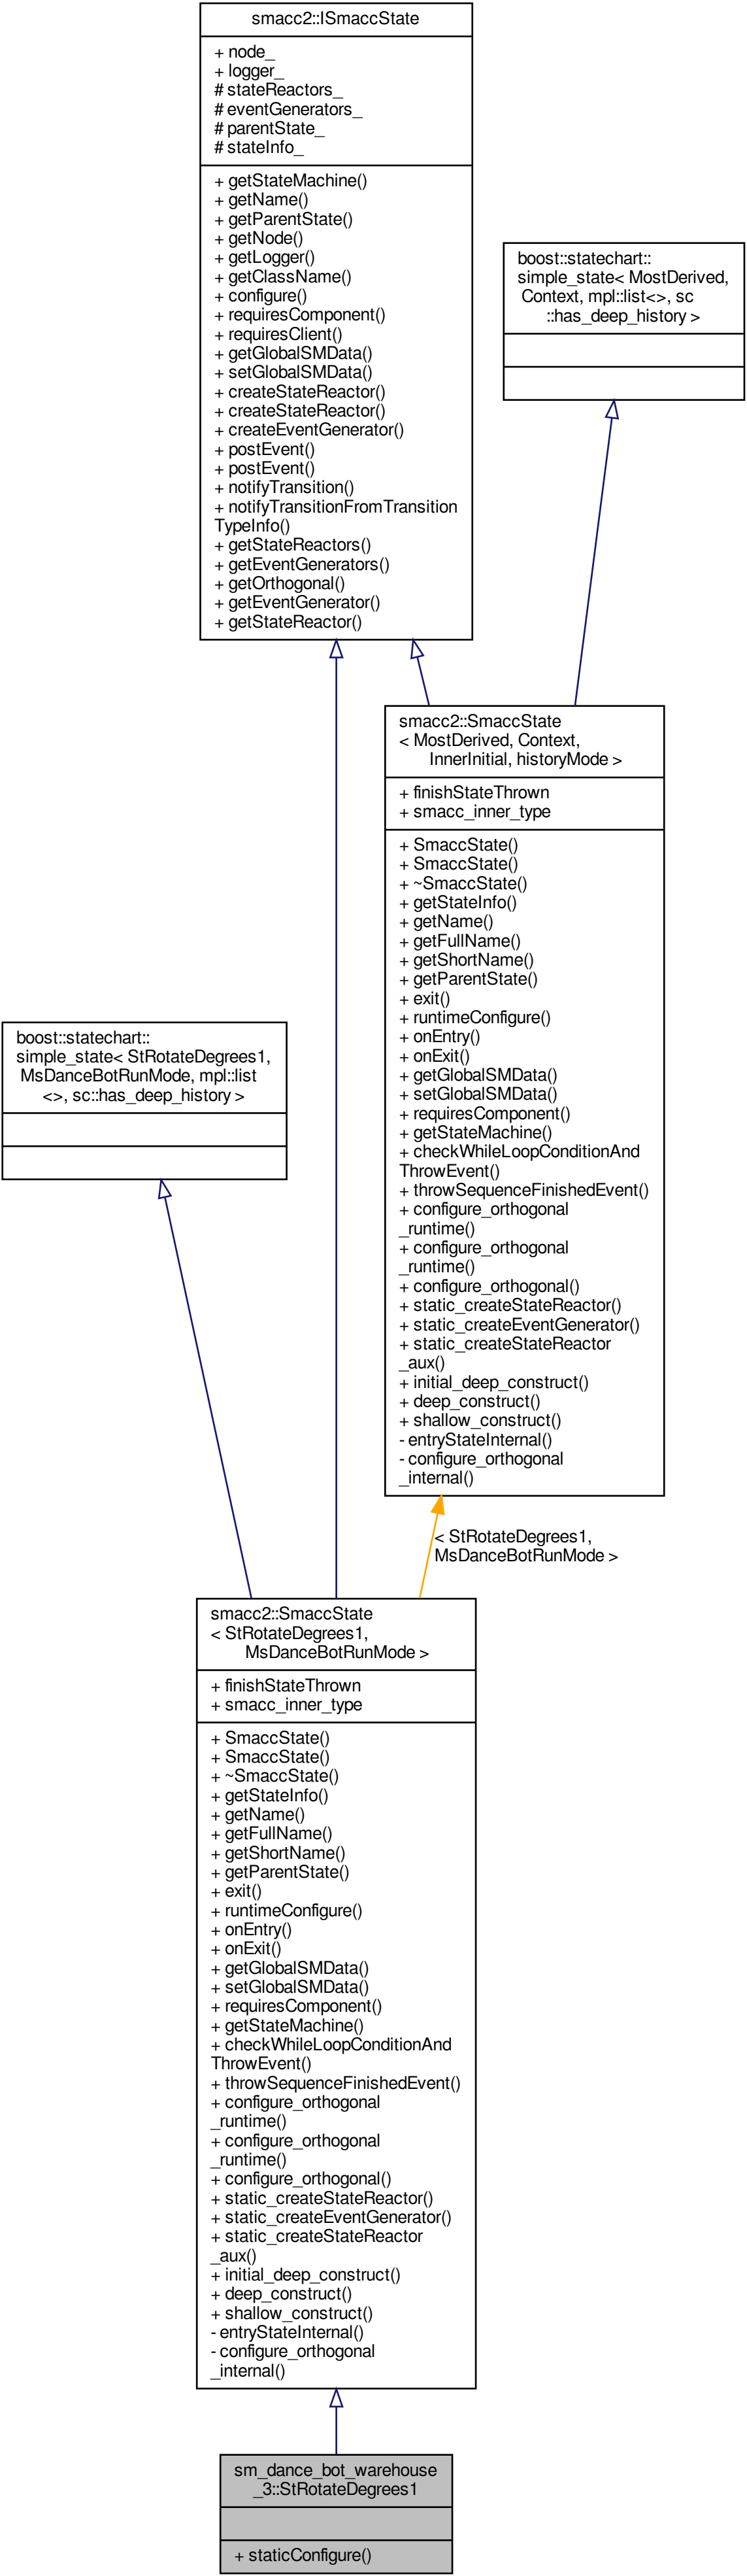 smacc2::ISmaccState
+ node_
+ logger_
# stateReactors_
# eventGenerators_
# parentState_
# stateInfo_
+ getStateMachine()
+ getName()
+ getParentState()
+ getNode()
+ getLogger()
+ getClassName()
+ configure()
+ requiresComponent()
+ requiresClient()
+ getGlobalSMData()
+ setGlobalSMData()
+ createStateReactor()
+ createStateReactor()
+ createEventGenerator()
+ postEvent()
+ postEvent()
+ notifyTransition()
+ notifyTransitionFromTransition
TypeInfo()
+ getStateReactors()
+ getEventGenerators()
+ getOrthogonal()
+ getEventGenerator()
+ getStateReactor()
boost::statechart::
simple_state< MostDerived,
Context, mpl::list<>, sc
::has_deep_history >
smacc2::SmaccState
< MostDerived, Context,
InnerInitial, historyMode >
+ finishStateThrown
+ smacc_inner_type
+ SmaccState()
+ SmaccState()
+ ~SmaccState()
+ getStateInfo()
+ getName()
+ getFullName()
+ getShortName()
+ getParentState()
+ exit()
+ runtimeConfigure()
+ onEntry()
+ onExit()
+ getGlobalSMData()
+ setGlobalSMData()
+ requiresComponent()
+ getStateMachine()
+ checkWhileLoopConditionAnd
ThrowEvent()
+ throwSequenceFinishedEvent()
+ configure_orthogonal
_runtime()
+ configure_orthogonal
_runtime()
+ configure_orthogonal()
+ static_createStateReactor()
+ static_createEventGenerator()
+ static_createStateReactor
_aux()
+ initial_deep_construct()
+ deep_construct()
+ shallow_construct()
- entryStateInternal()
- configure_orthogonal
_internal()
boost::statechart::
simple_state< StRotateDegrees1,
MsDanceBotRunMode, mpl::list
<>, sc::has_deep_history >
< StRotateDegrees1,
MsDanceBotRunMode >
smacc2::SmaccState
< StRotateDegrees1,
MsDanceBotRunMode >
+ finishStateThrown
+ smacc_inner_type
+ SmaccState()
+ SmaccState()
+ ~SmaccState()
+ getStateInfo()
+ getName()
+ getFullName()
+ getShortName()
+ getParentState()
+ exit()
+ runtimeConfigure()
+ onEntry()
+ onExit()
+ getGlobalSMData()
+ setGlobalSMData()
+ requiresComponent()
+ getStateMachine()
+ checkWhileLoopConditionAnd
ThrowEvent()
+ throwSequenceFinishedEvent()
+ configure_orthogonal
_runtime()
+ configure_orthogonal
_runtime()
+ configure_orthogonal()
+ static_createStateReactor()
+ static_createEventGenerator()
+ static_createStateReactor
_aux()
+ initial_deep_construct()
+ deep_construct()
+ shallow_construct()
- entryStateInternal()
- configure_orthogonal
_internal()
sm_dance_bot_warehouse
_3::StRotateDegrees1
+ staticConfigure()